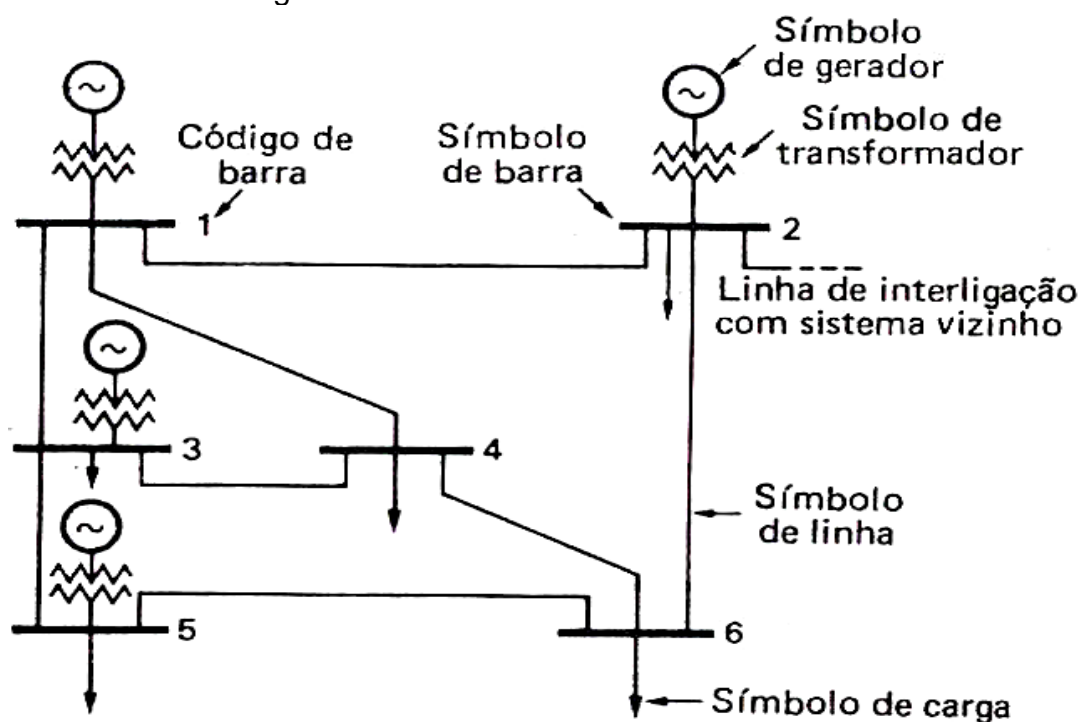 Símbolo
de gerador
Símbolo de
transformador
Código de
barra
Símbolo
de barra
1
2
Linha de interligação
com sistema vizinho
3
4
Símbolo
de linha
5
6
Símbolo de carga